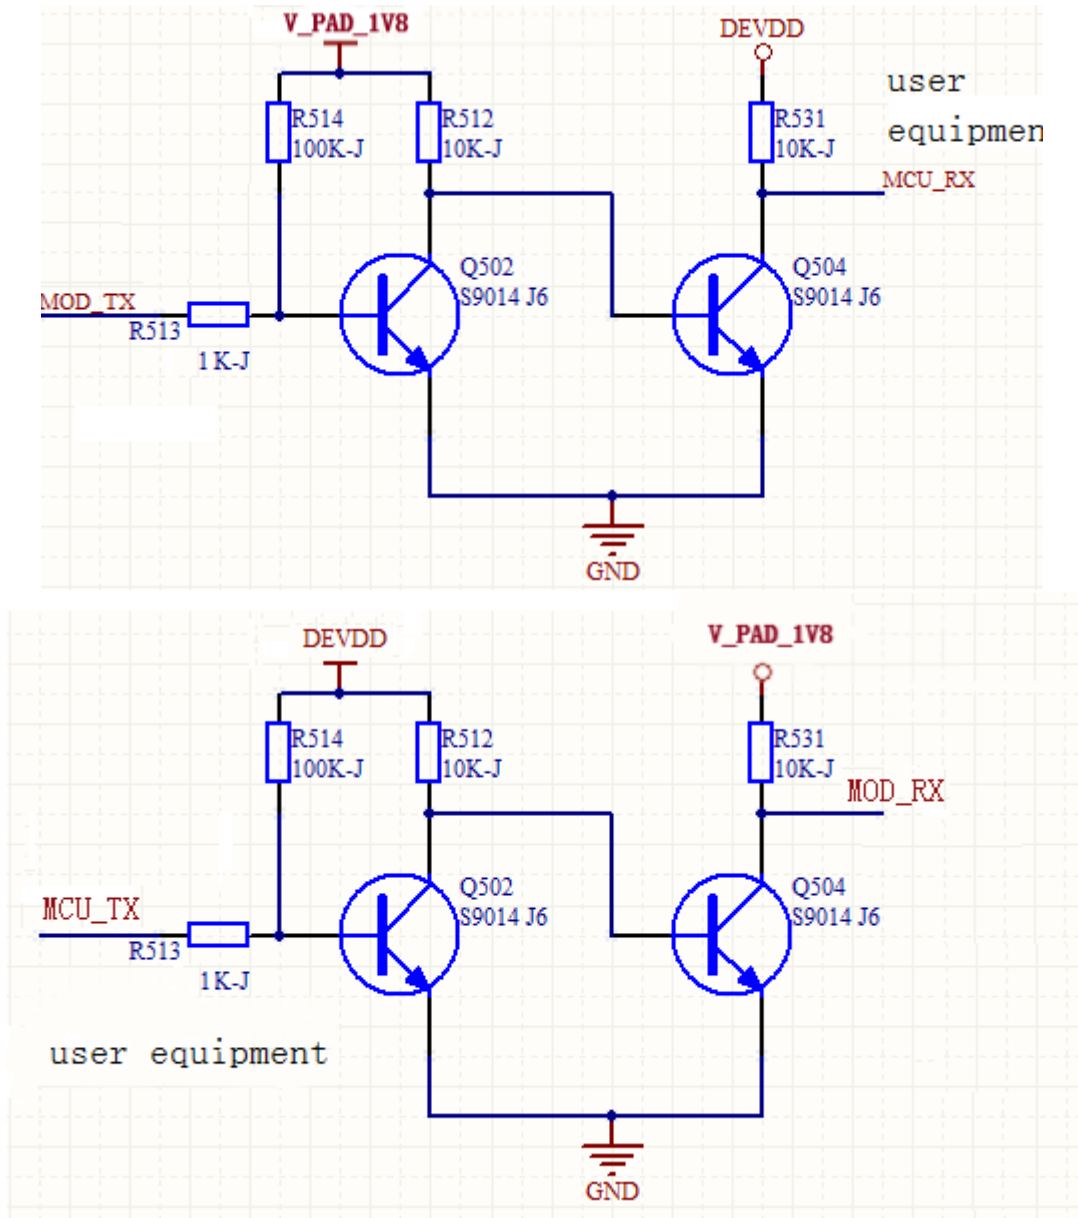 V_PAD_1V8
DEVDD
user
equipmen
R514
100K-J
R512
10K-J
R531
10K-J
MCU_RX
Q502
S9014 J6
Q504
S9014 J6
MOD_TX
R513
1K-J
GND
DEVDD
V_PAD_1V8
R514
100K-J
R512
10K-J
R531
10K-J
MOD_RX
Q502
S9014 J6
Q504
S9014 J6
MCU_TX
R513
1K-J
user equipment
GND